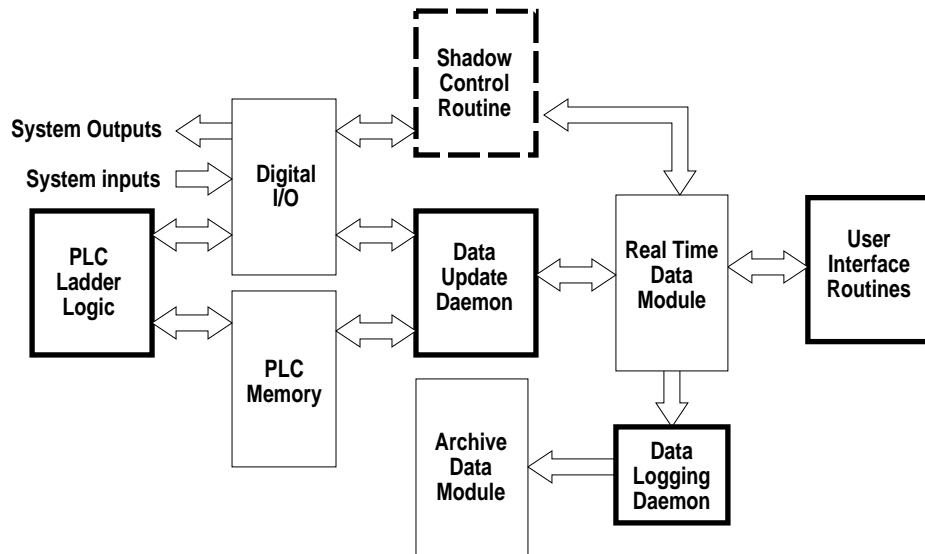 Shadow
Control
Routine
System Outputs
System inputs
Digital
I/O
PLC
Ladder
Logic
Data
Update
Daemon
Real Time
Data
Module
User
Interface
Routines
PLC
Memory
Archive
Data
Module
Data
Logging
Daemon